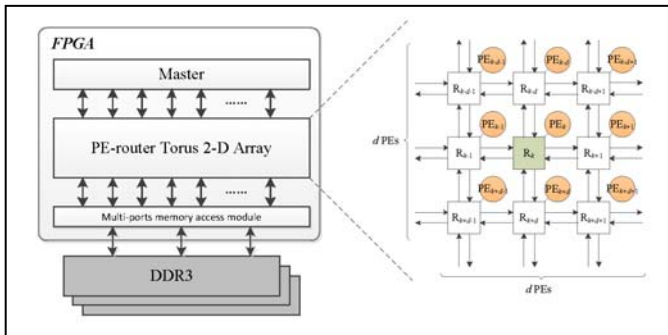 FPGA
Master
......
PE-router Torus 2-D Array
......
Multi-ports memory access module
DDR3
PEk-d-1
PEk-d
PEk-d+1
Rk-d-1
Rk-d
Rk-d+1
d PEs
PEk-1
PEk
PEk+1
Rk-1
Rk
Rk+1
PEk+d-1
PEk+d
PEk+d+1
Rk+d-1
Rk+d
Rk+d+1
d PEs